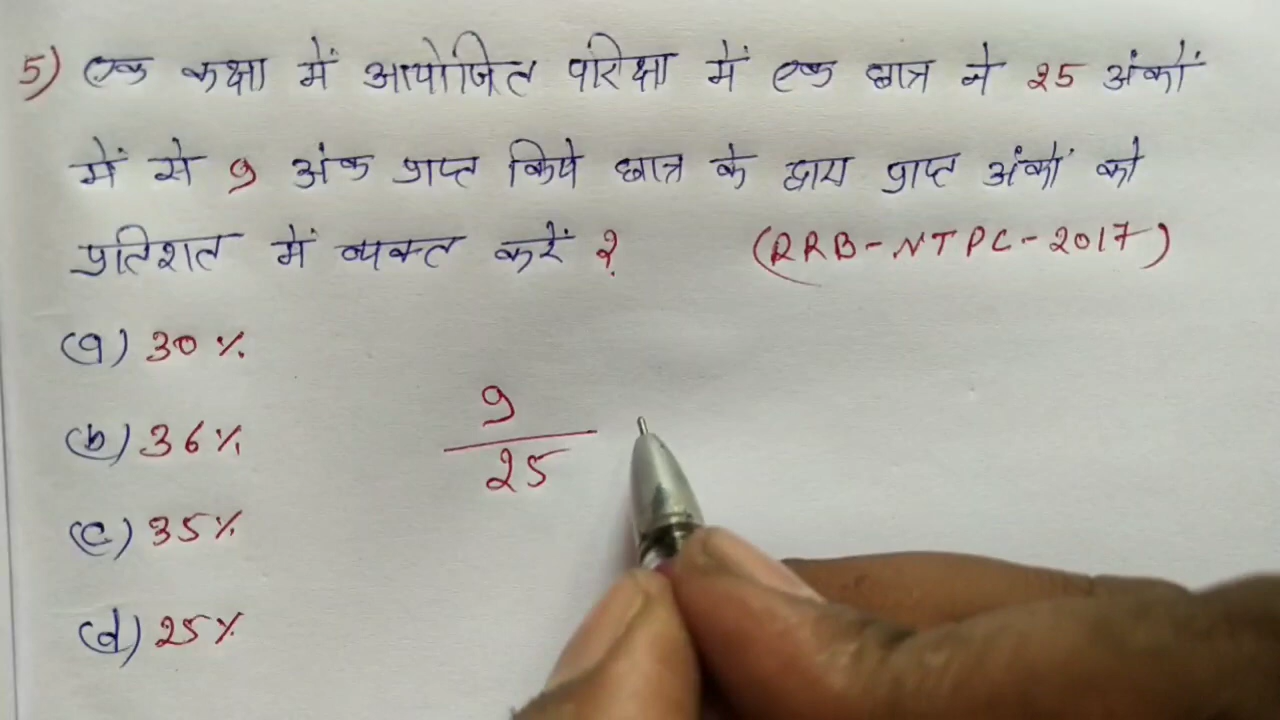 5) एक कक्षा में आयोजित परिक्षा में एक छात्र ने 25 अंकों
में से 9 अंक प्राप्त किये छात्र के द्वारा प्राप्त अंकों को
प्रतिशत में व्यक्त करें ? (RRB-NTPC-2017)
(a) 30%
(b) 36%
(c) 35%
(d) 25%
9
25